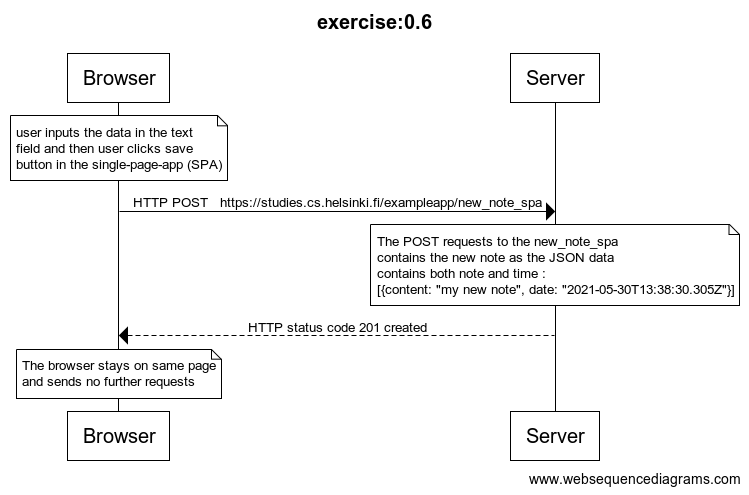 exercise:0.6
Browser
Server
user inputs the data in the text
field and then user clicks save
button in the single-page-app (SPA)
HTTP POST   https://studies.cs.helsinki.fi/exampleapp/new_note_spa
The POST requests to the new_note_spa
contains the new note as the JSON data
contains both note and time :
[{content: "my new note", date: "2021-05-30T13:38:30.305Z"}]
HTTP status code 201 created
The browser stays on same page
and sends no further requests
Browser
Server
www.websequencediagrams.com